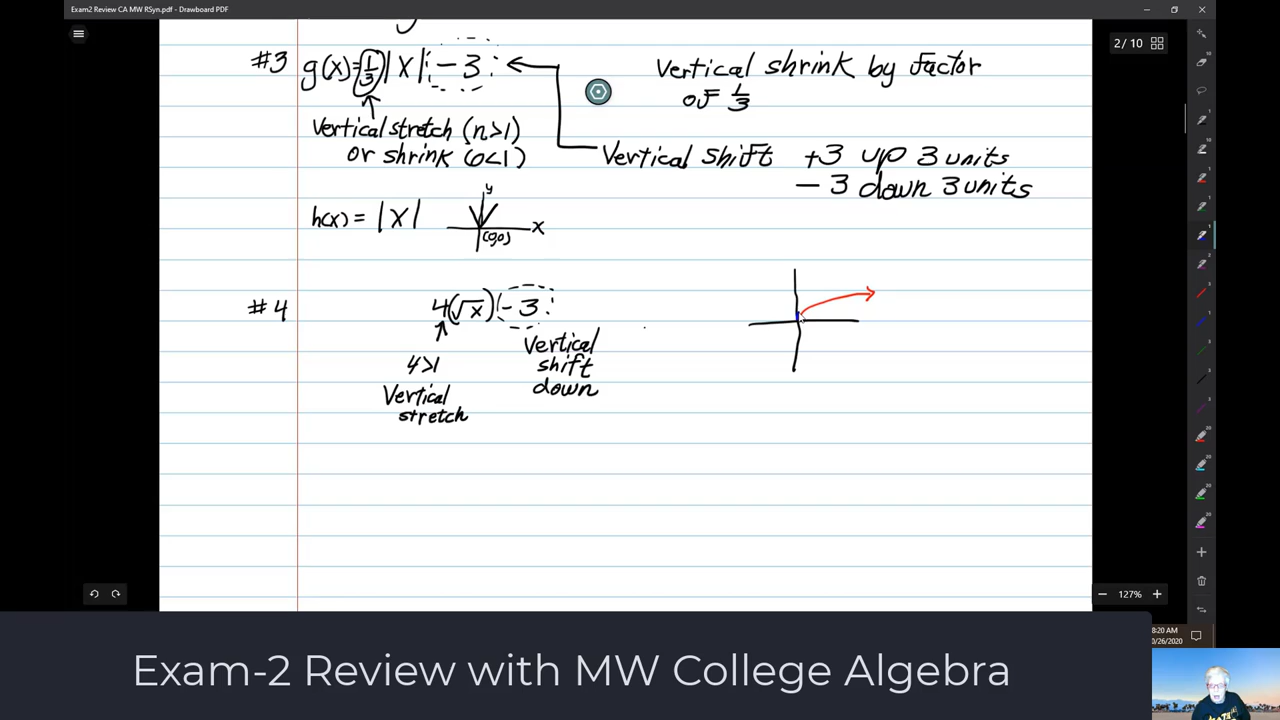 Exam2 Review CA MW RSyn.pdf - Drawboard PDF
2 / 10
#3 g(x)=1/3|x| - 3
Vertical shrink by factor
of 1/3
Vertical stretch (n>1)
or shrink (0<1)
Vertical shift +3 up 3 units
- 3 down 3 units
h(x) = |x|
y
x
(0,0)
#4 4(√x) - 3
4>1
Vertical
stretch
Vertical
shift
down
127%
8:20 AM
0/26/2020
Exam-2 Review with MW College Algebra